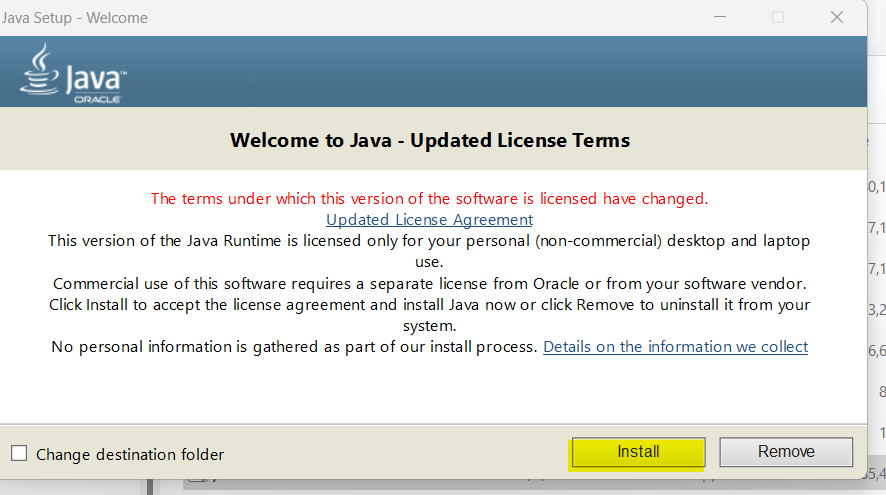 Java Setup - Welcome
Java™
ORACLE
Welcome to Java - Updated License Terms
The terms under which this version of the software is licensed have changed.
Updated License Agreement
This version of the Java Runtime is licensed only for your personal (non-commercial) desktop and laptop
use.
Commercial use of this software requires a separate license from Oracle or from your software vendor.
Click Install to accept the license agreement and install Java now or click Remove to uninstall it from your
system.
No personal information is gathered as part of our install process. Details on the information we collect
Change destination folder
Install
Remove